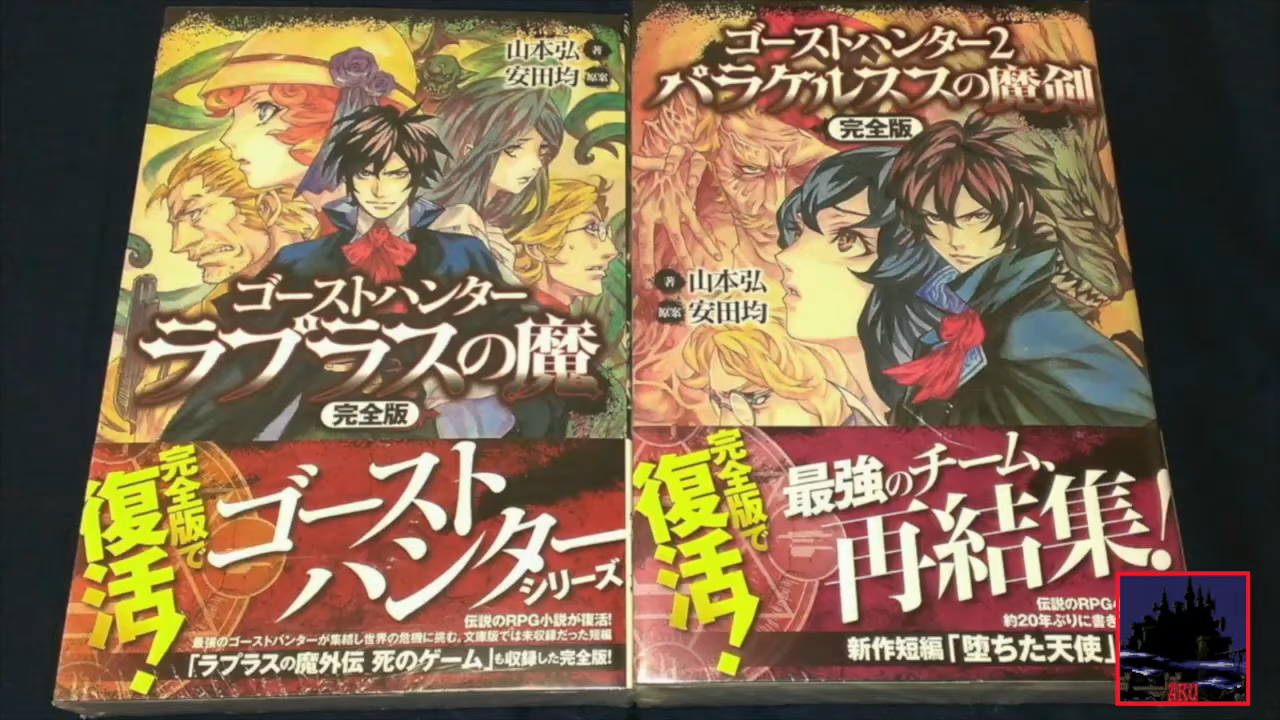 山本弘 著
安田均 原案
ゴーストハンター
ラプラスの魔
完全版
完全版で
復活!
ゴースト
ハンター
シリーズ
伝説のRPG小説が復活!
最強のゴーストハンターが集結し世界の危機に挑む。文庫版では未収録だった短編
「ラプラスの魔外伝 死のゲーム」も収録した完全版!
ゴーストハンター2
パラケルススの魔剣
完全版
著 山本弘
原案 安田均
完全版で
復活!
最強のチーム、
再結集!
伝説のRPG
約20年ぶりに書き
新作短編「堕ちた天使」
AKU